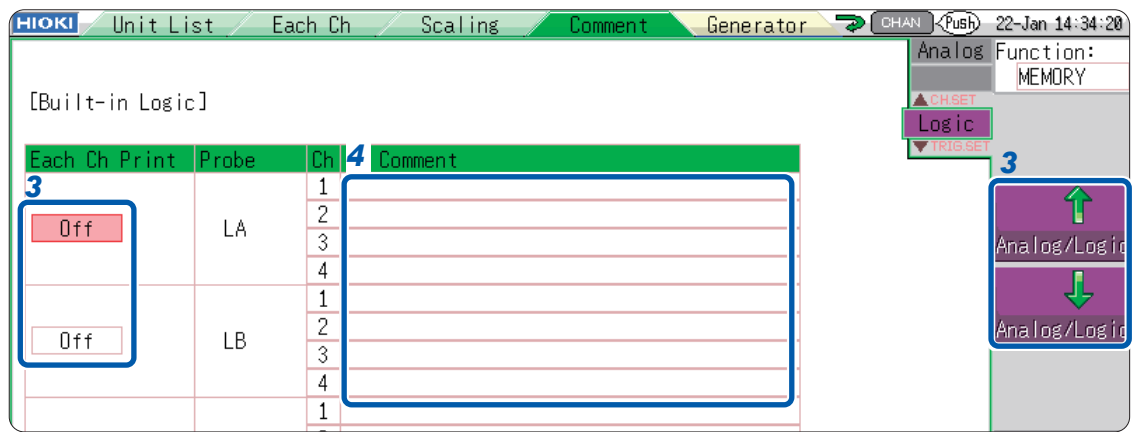 HIOKI Unit List Each Ch Scaling Comment Generator CHAN Push 22-Jan 14:34:20
Analog Function:
MEMORY
[Built-in Logic]
CH.SET
Logic
TRIG.SET
Each Ch Print Probe Ch 4 Comment
3
3
1
Off LA 2
3
4
Analog/Logic
1
Off LB 2
3
4
Analog/Logic
1